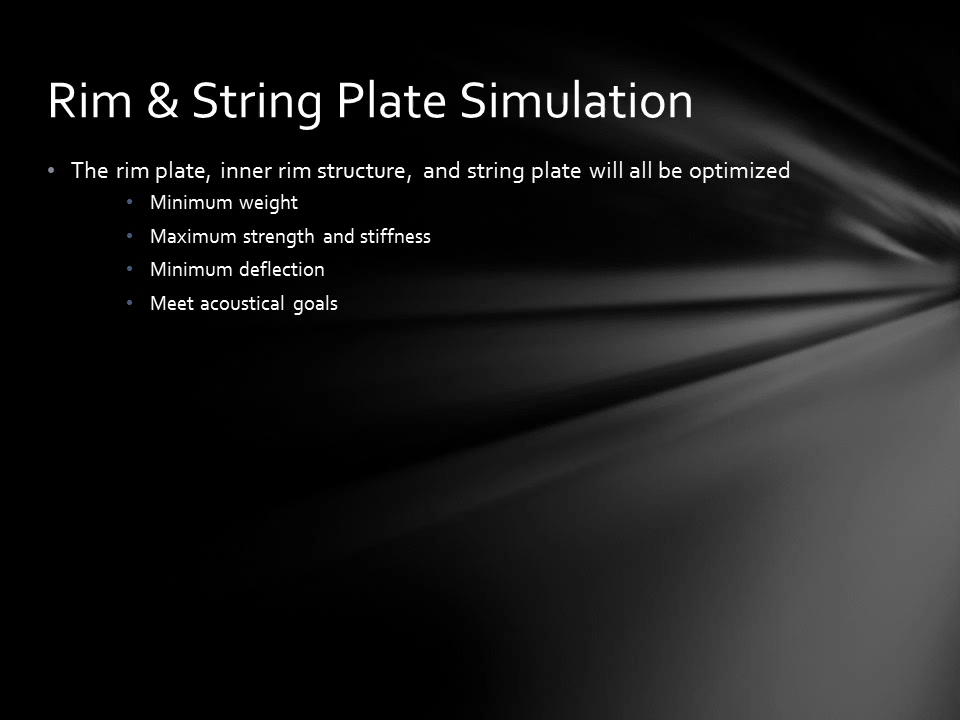 Rim & String Plate Simulation
• The rim plate, inner rim structure, and string plate will all be optimized
• Minimum weight
• Maximum strength and stiffness
• Minimum deflection
• Meet acoustical goals